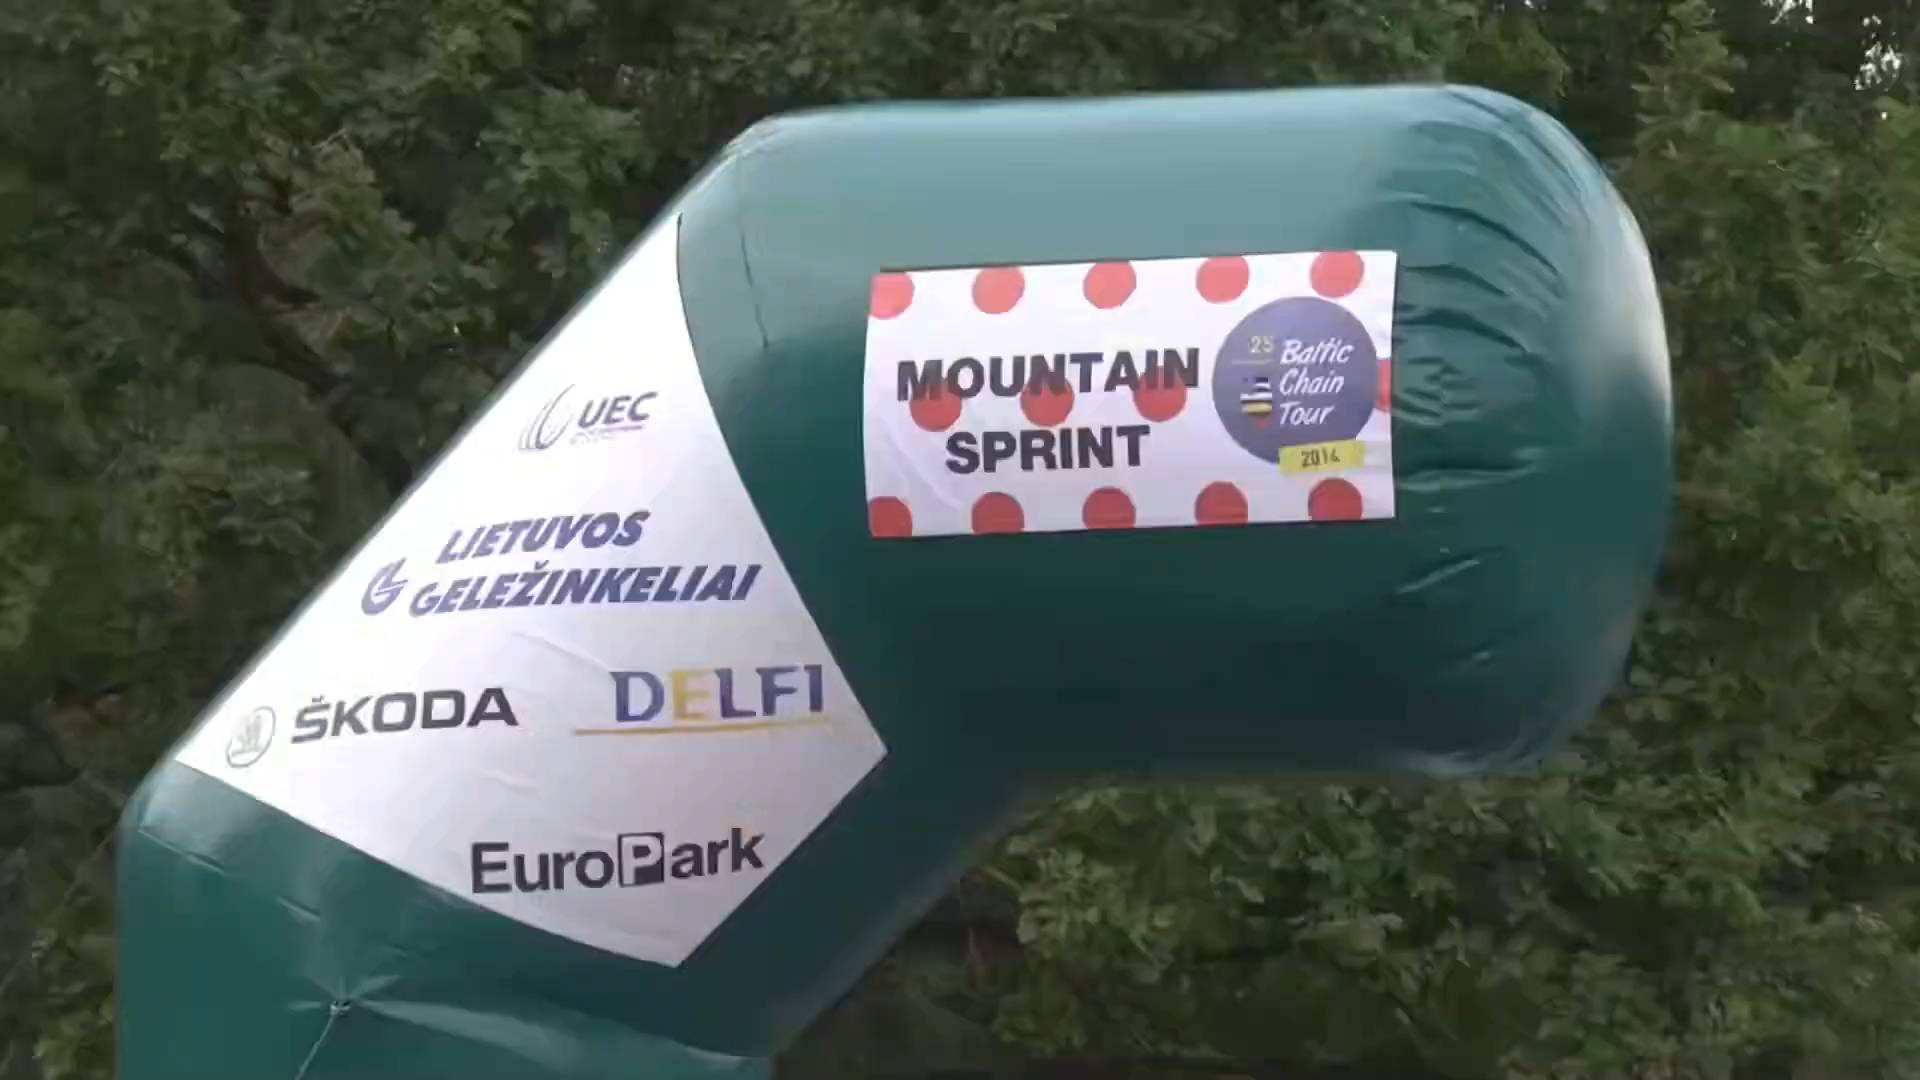 MOUNTAIN
SPRINT
25 Baltic
Chain
Tour
2014
UEC
LIETUVOS
GELEŽINKELIAI
ŠKODA
DELFI
EuroPark